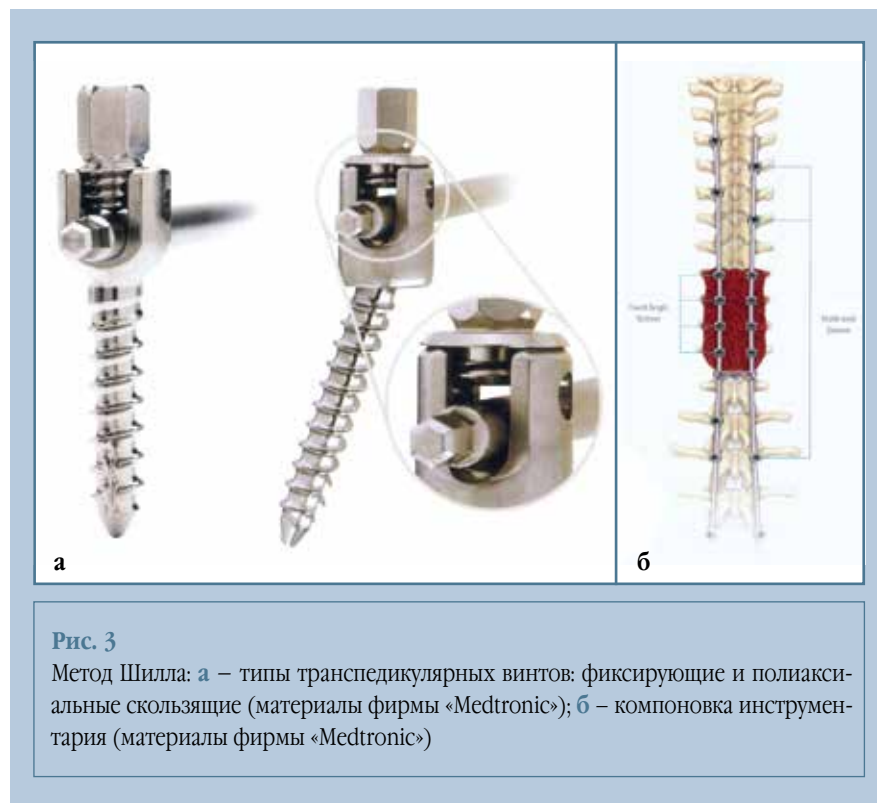 а
б
Рис. 3
Метод Шилла: а – типы транспедикулярных винтов: фиксирующие и полиакси-
альные скользящие (материалы фирмы «Medtronic»); б – компоновка инструмен-
тария (материалы фирмы «Medtronic»)